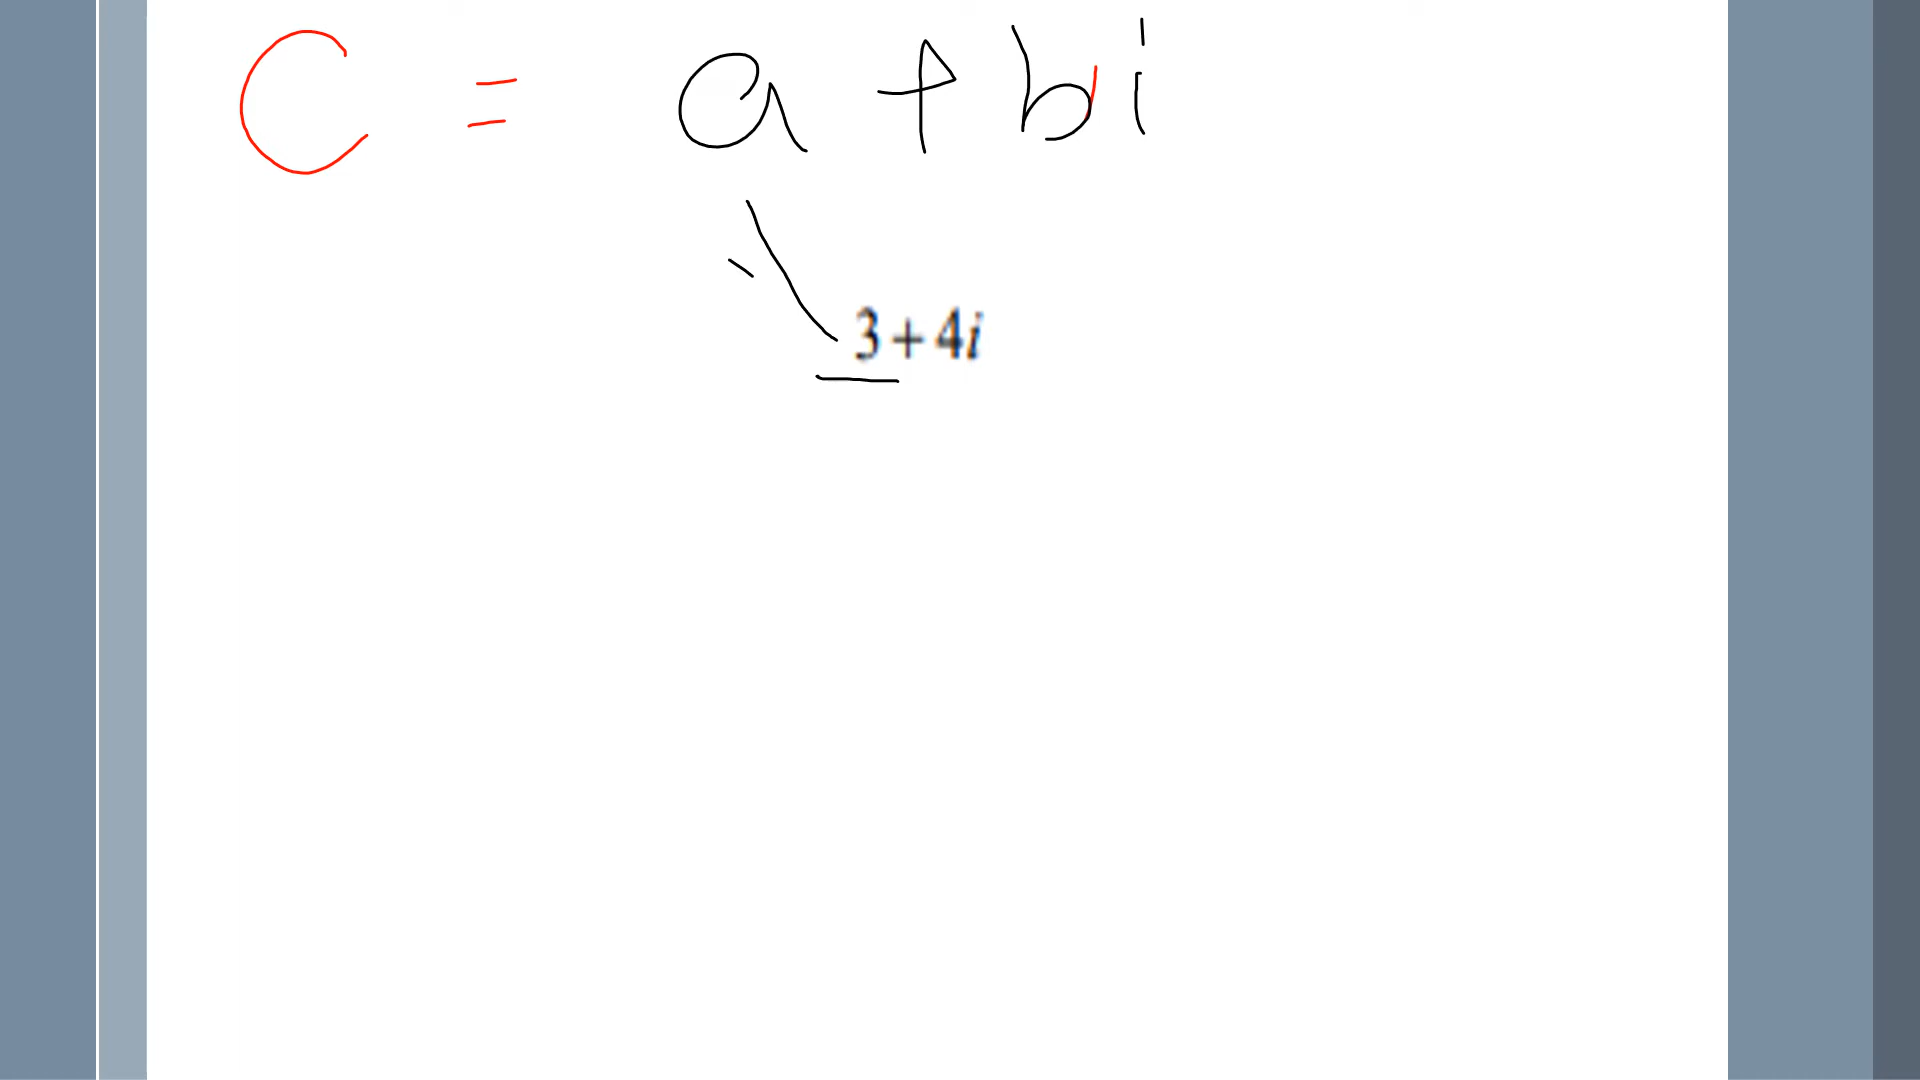 C = a + bi
3 + 4i